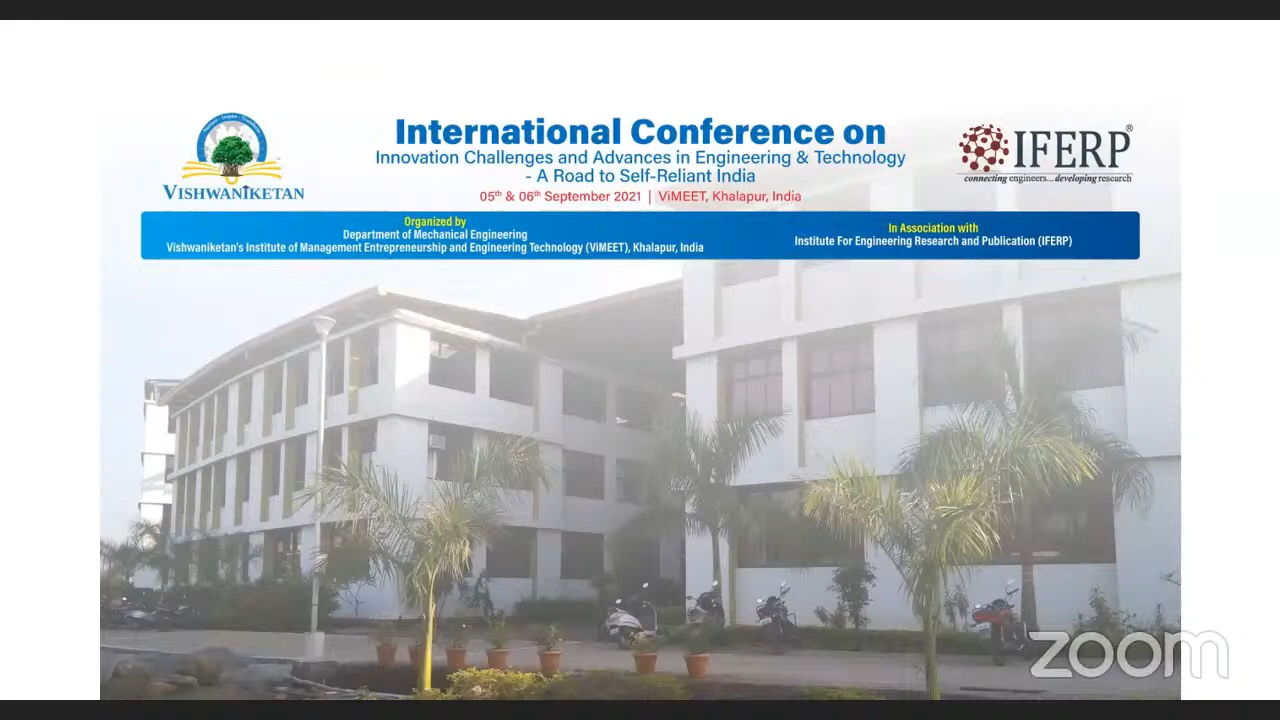 International Conference on
Innovation Challenges and Advances in Engineering & Technology
- A Road to Self-Reliant India
05th & 06th September 2021 | ViMEET, Khalapur, India
VISHWANIKETAN
IFERP®
connecting engineers...developing research
Organized by
Department of Mechanical Engineering
Vishwaniketan's Institute of Management Entrepreneurship and Engineering Technology (ViMEET), Khalapur, India
In Association with
Institute For Engineering Research and Publication (IFERP)
zoom